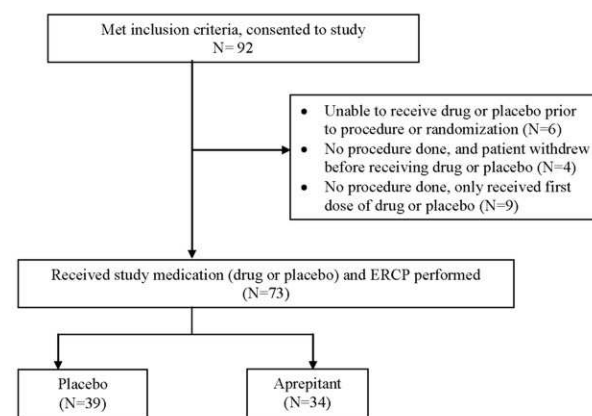 Met inclusion criteria, consented to study
N= 92
• Unable to receive drug or placebo prior
to procedure or randomization (N=6)
• No procedure done, and patient withdrew
before receiving drug or placebo (N=4)
• No procedure done, only received first
dose of drug or placebo (N=9)
Received study medication (drug or placebo) and ERCP performed
(N=73)
Placebo
(N=39)
Aprepitant
(N=34)